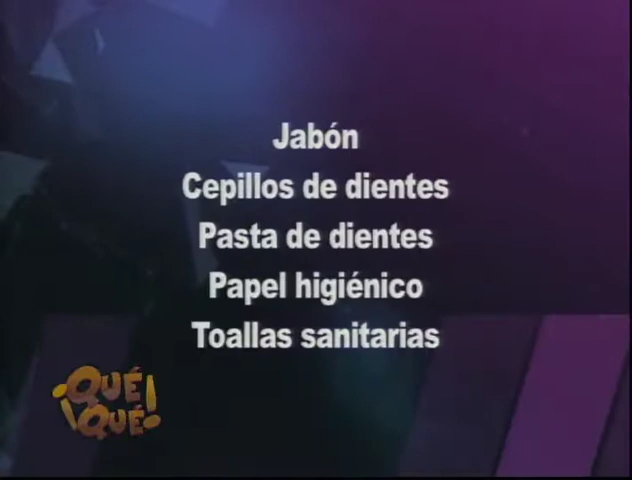 Jabón
Cepillos de dientes
Pasta de dientes
Papel higiénico
Toallas sanitarias
¡QUÉ
QUÉ!